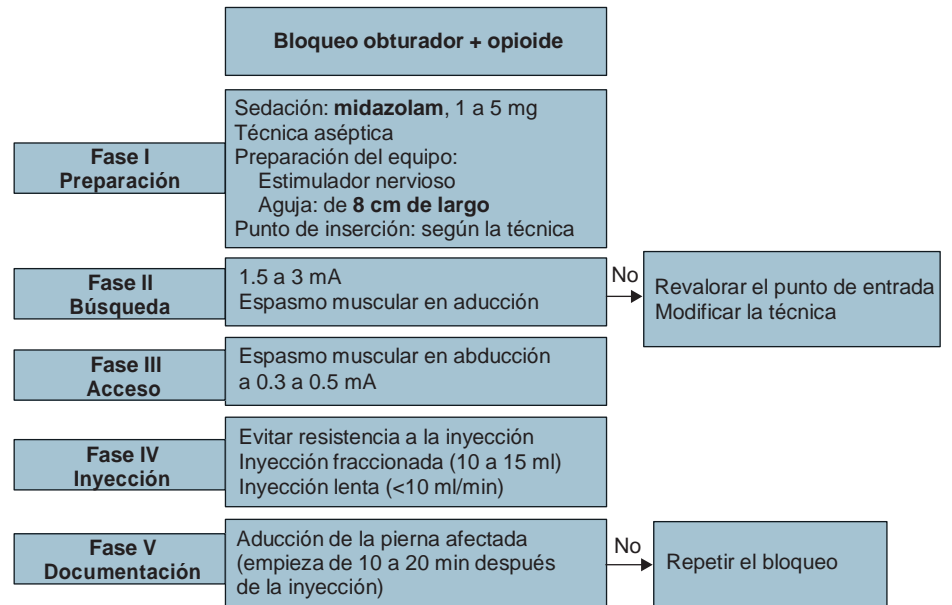 Bloqueo obturador + opioide
Fase I
Preparación
Sedación: midazolam, 1 a 5 mg
Técnica aséptica
Preparación del equipo:
Estimulador nervioso
Aguja: de 8 cm de largo
Punto de inserción: según la técnica
Fase II
Búsqueda
1.5 a 3 mA
Espasmo muscular en aducción
No
Revalorar el punto de entrada
Modificar la técnica
Fase III
Acceso
Espasmo muscular en abducción
a 0.3 a 0.5 mA
Fase IV
Inyección
Evitar resistencia a la inyección
Inyección fraccionada (10 a 15 ml)
Inyección lenta (<10 ml/min)
Fase V
Documentación
Aducción de la pierna afectada
(empieza de 10 a 20 min después
de la inyección)
No
Repetir el bloqueo